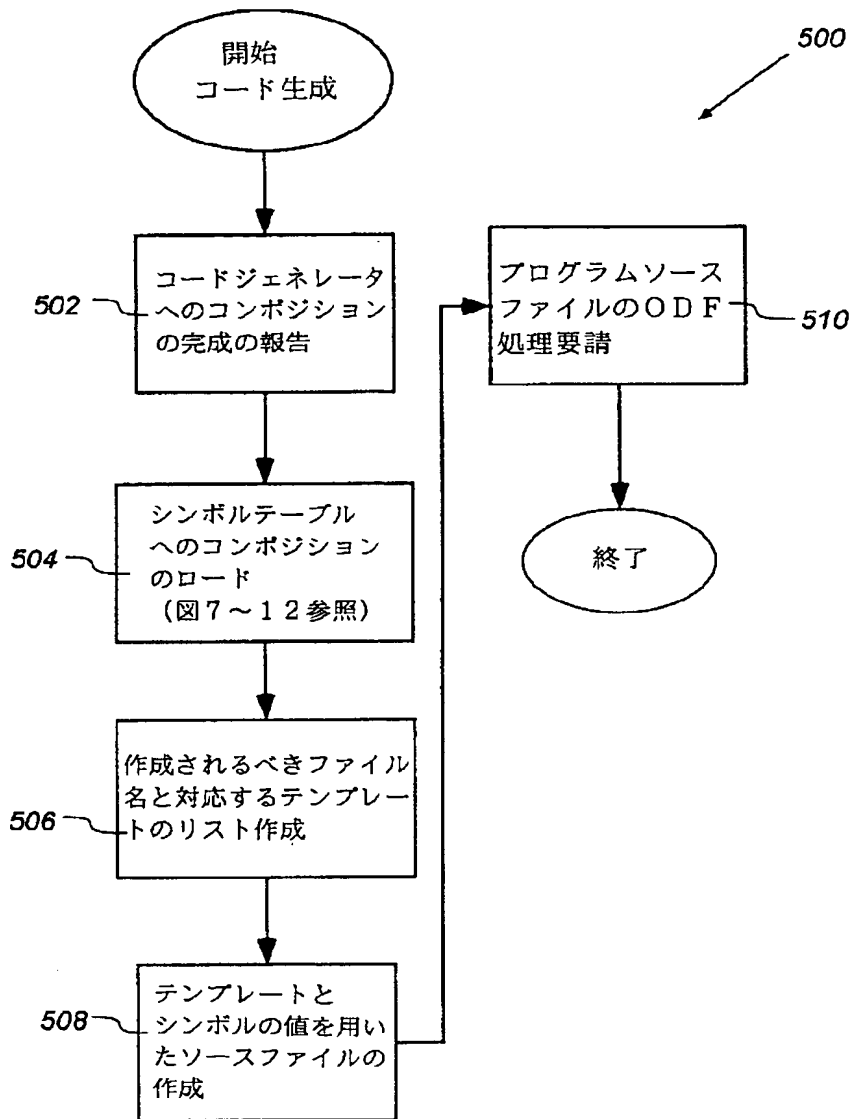 開始
コード生成
500
502
コードジェネレータ
へのコンポジション
の完成の報告
504
シンボルテーブル
へのコンポジション
のロード
(図7～12参照)
506
作成されるべきファイル
名と対応するテンプレー
トのリスト作成
508
テンプレートと
シンボルの値を用い
たソースファイルの
作成
プログラムソース
ファイルのODF
処理要請
510
終了